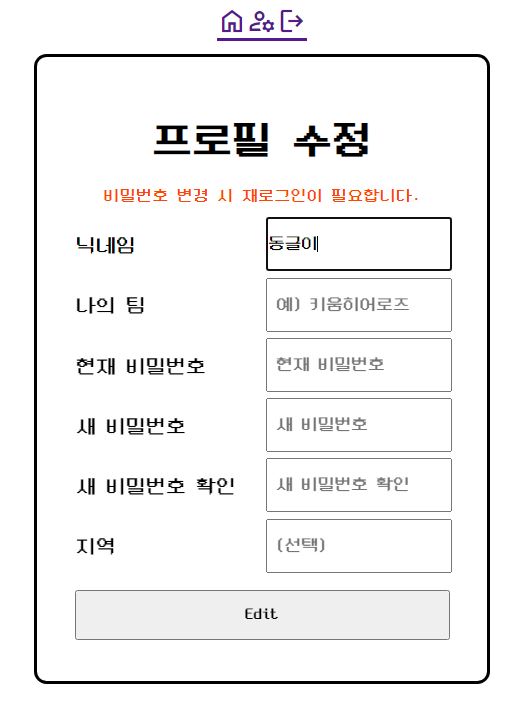 프로필 수정
비밀번호 변경 시 재로그인이 필요합니다.
닉네임 동글이
나의 팀 예) 키움히어로즈
현재 비밀번호 현재 비밀번호
새 비밀번호 새 비밀번호
새 비밀번호 확인 새 비밀번호 확인
지역 (선택)
Edit